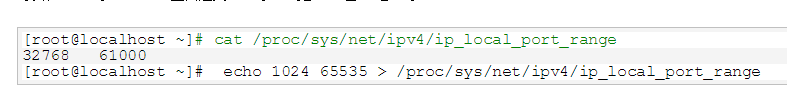 [root@localhost ~]# cat /proc/sys/net/ipv4/ip_local_port_range
32768   61000
[root@localhost ~]#  echo 1024 65535 > /proc/sys/net/ipv4/ip_local_port_range